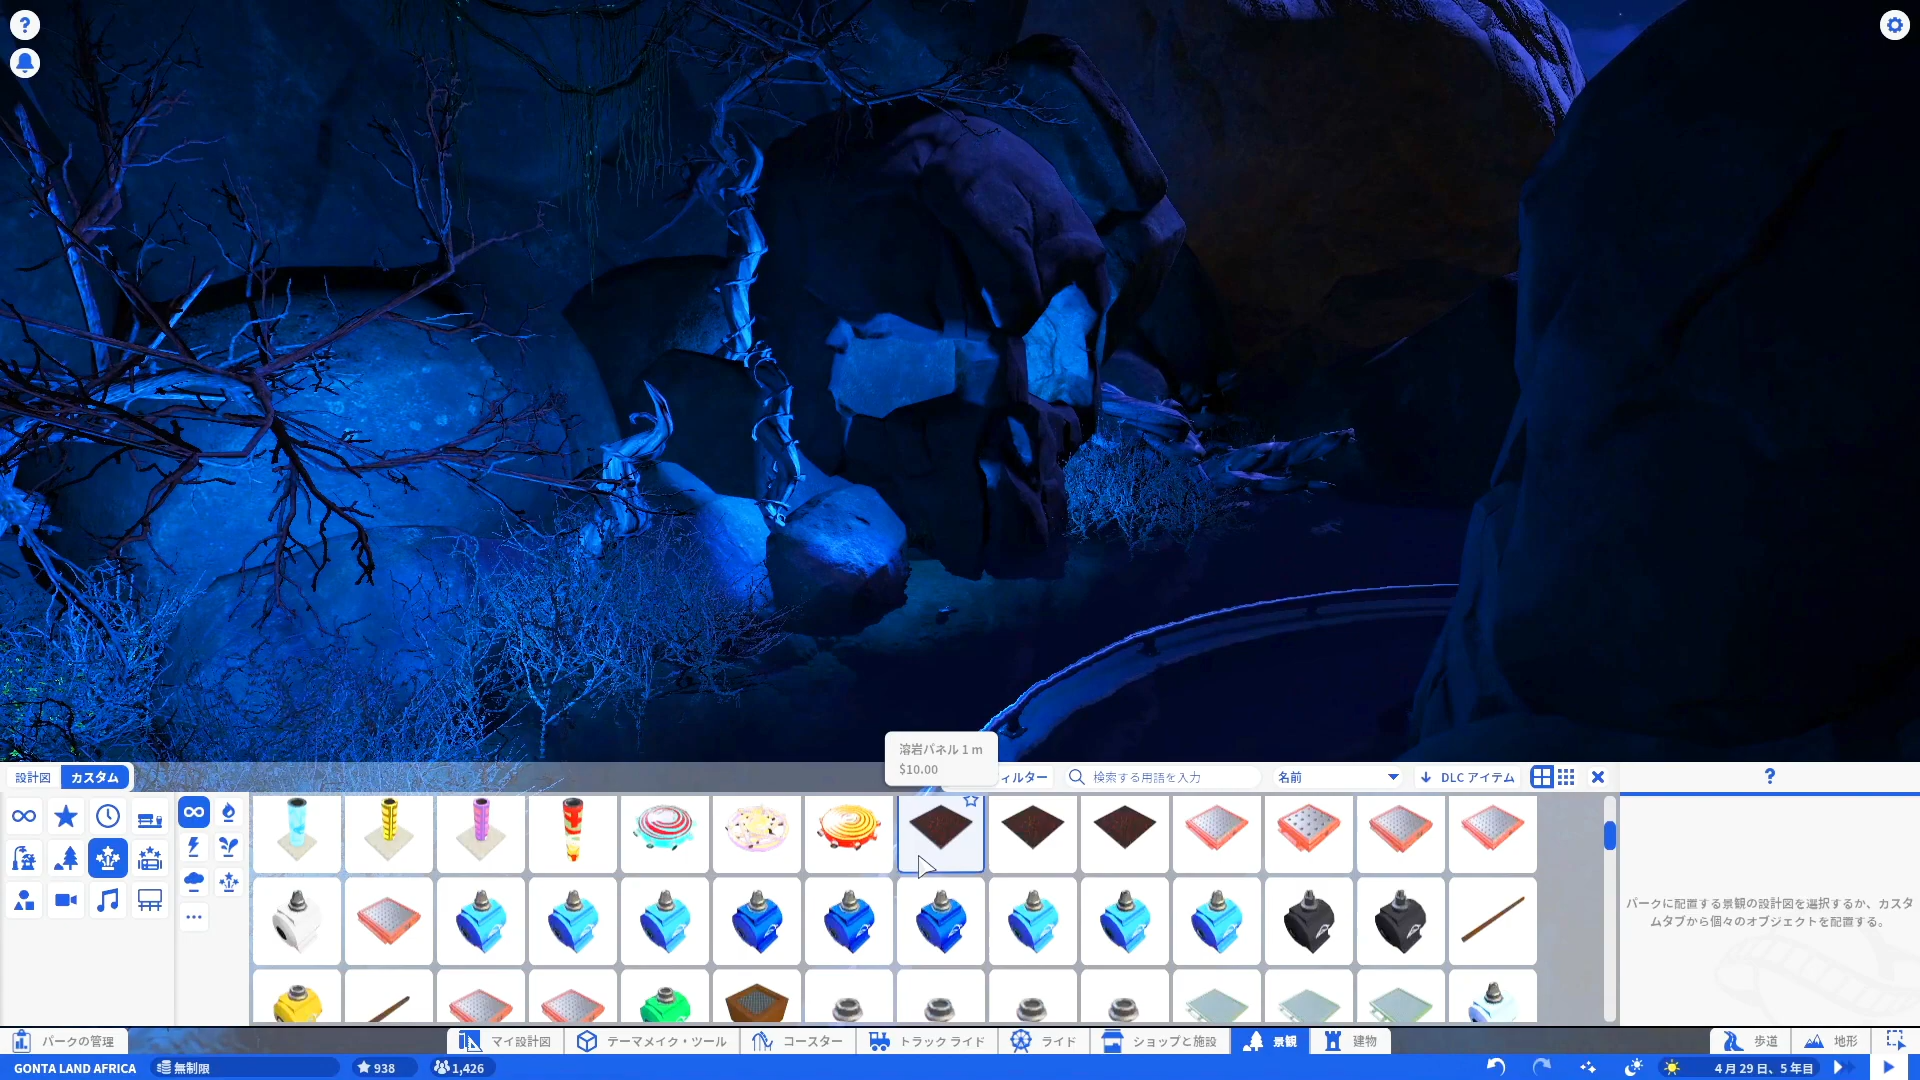 溶岩パネル 1 m
$10.00
設計図
カスタム
ィルター
検索する用語を入力
名前
DLC アイテム
パークに配置する景観の設計図を選択するか、カスタ
ムタブから個々のオブジェクトを配置する。
パークの管理
マイ設計図
テーマメイク・ツール
コースター
トラック ライド
ライド
ショップと施設
景観
建物
歩道
地形
GONTA LAND AFRICA
無制限
938
1,426
4 月 29 日、5 年目